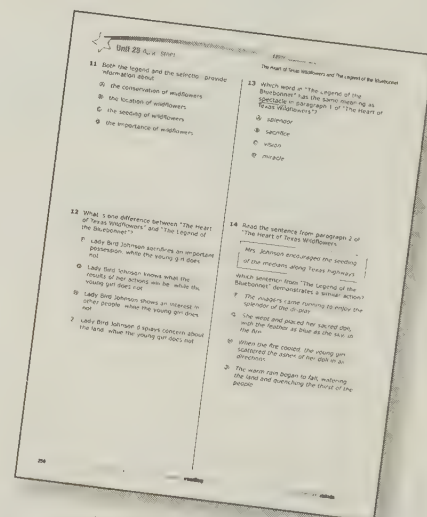 Unit 29
The Heart of Texas Wildflowers and The Legend of the Bluebonnet
11 Both the legend and the selection provide
information about
A the conservation of wildflowers
B the location of wildflowers
C the seeding of wildflowers
D the importance of wildflowers
12 What is one difference between "The Heart
of Texas Wildflowers" and "The Legend of
the Bluebonnet"?
F Lady Bird Johnson sacrifices an important
possession, while the young girl does
not
G Lady Bird Johnson knows what the
results of her actions will be, while the
young girl does not
H Lady Bird Johnson shows an interest in
other people, while the young girl does
not
J Lady Bird Johnson displays concern about
the land, while the young girl does not
13 Which word in "The Legend of the
Bluebonnet" has the same meaning as
spectacle in paragraph 1 of "The Heart of
Texas Wildflowers"?
A splendor
B sacrifice
C vision
D miracle
14 Read the sentence from paragraph 2 of
"The Heart of Texas Wildflowers
Mrs. Johnson encouraged the seeding
of the medians along Texas highways
Which sentence from "The Legend of the
Bluebonnet" demonstrates a similar action?
F The villagers came running to enjoy the
splendor of the
G She went and placed her sacred doll,
with the feather as blue as the sky, in
the fire
H When the fire cooled, the young girl
scattered the ashes of her doll in all
directions
J The warm rain began to fall, watering
the land and quenching the thirst of the
people